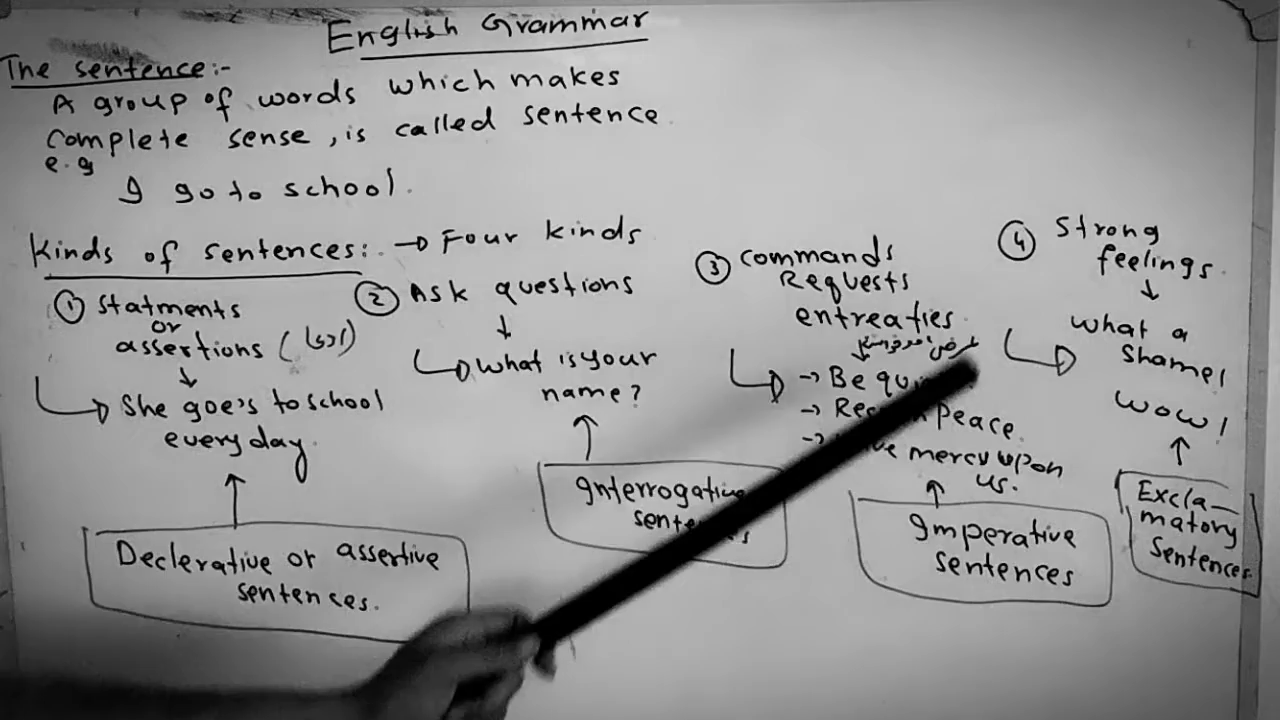 English Grammar
The sentence:-
A group of words which makes
complete sense, is called sentence
e.g
I go to school.
Kinds of sentences: → Four kinds
① statments
or
assertions (دعوا)
She goe's to school
every day.
Declerative or assertive
sentences.
② Ask questions
what is your
name?
Interrogative
③ commands
Requests
entreaties
→ Be
→ peace.
→ mercy upon
us.
Imperative
sentences
④ Strong
feelings.
what a
shame!
wow!
Excla-
matory
sentences.